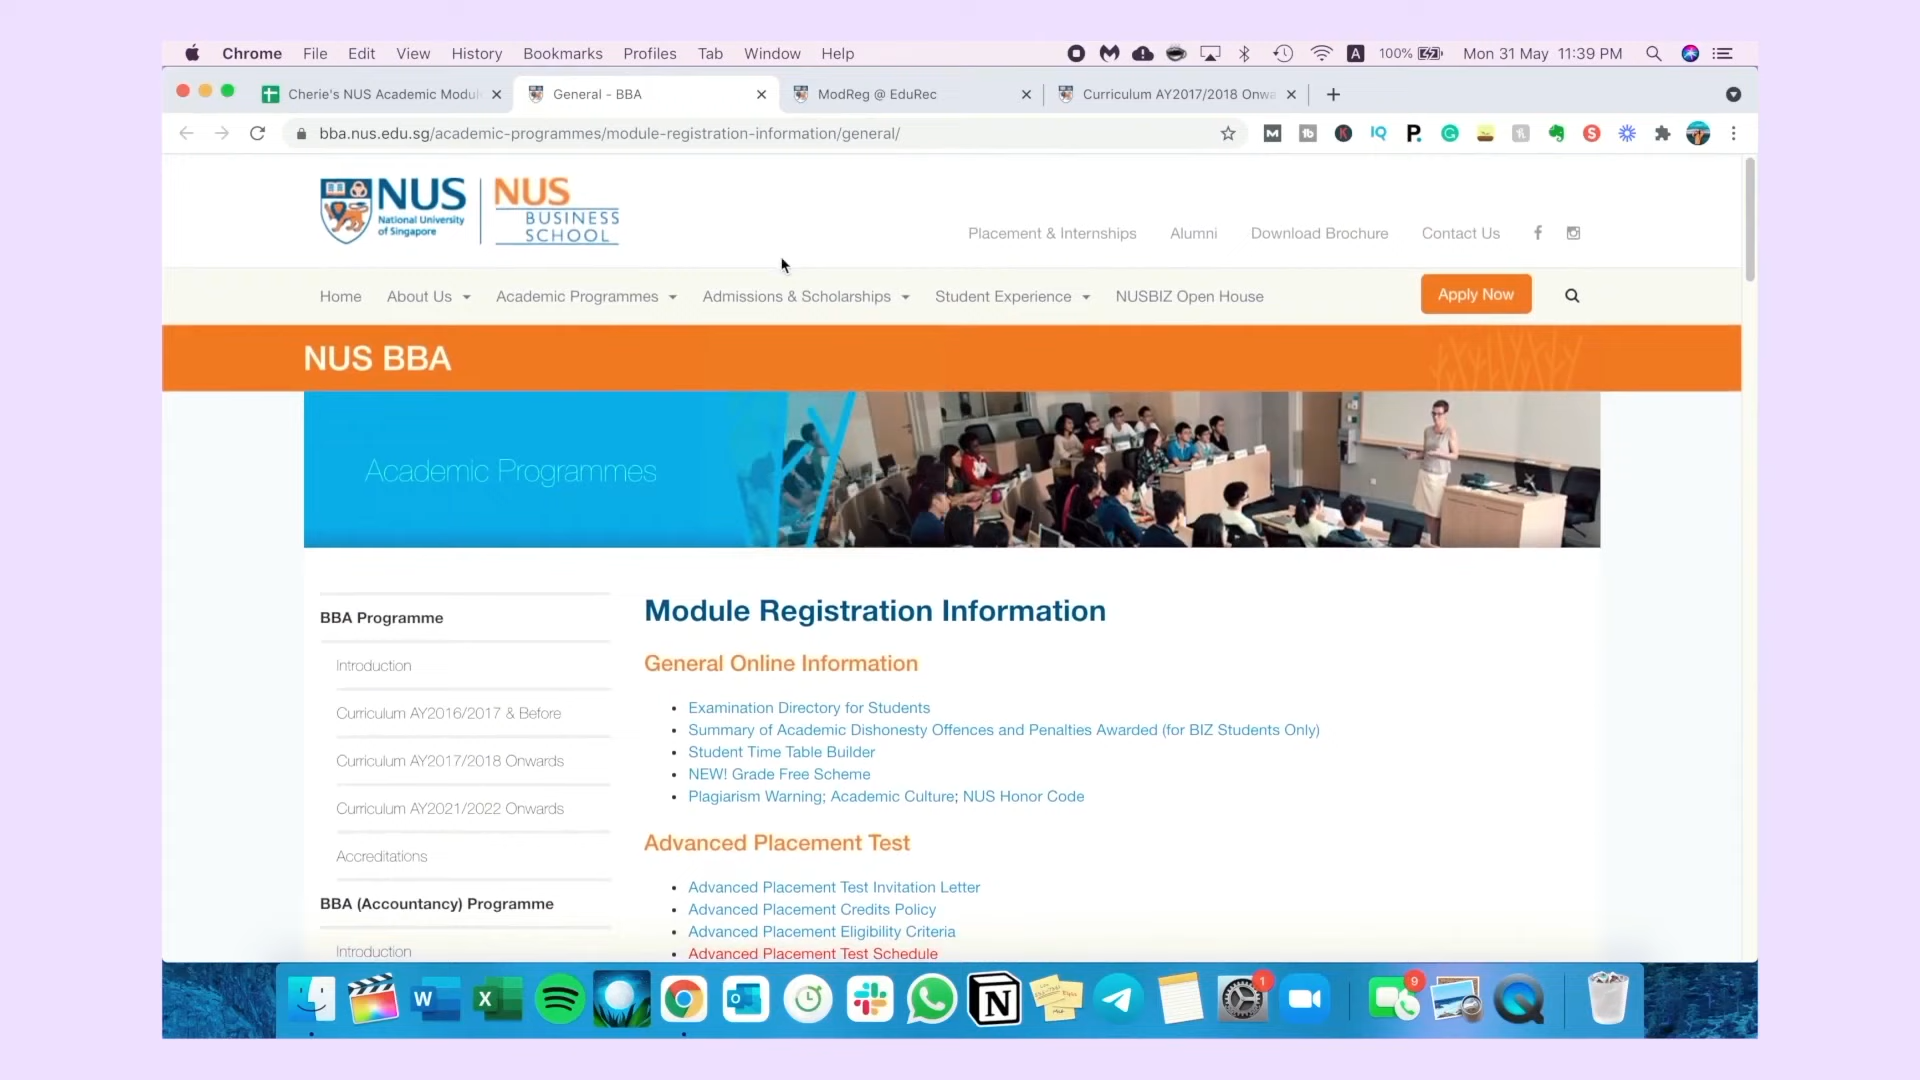 Chrome File Edit View History Bookmarks Profiles Tab Window Help A 100% Mon 31 May 11:39 PM
Cherie's NUS Academic Modul General - BBA ModReg @ EduRec Curriculum AY2017/2018 Onwa
bba.nus.edu.sg/academic-programmes/module-registration-information/general/
NUS
National University
of Singapore
NUS
BUSINESS
SCHOOL
Placement & Internships Alumni Download Brochure Contact Us
Home About Us Academic Programmes Admissions & Scholarships Student Experience NUSBIZ Open House Apply Now
NUS BBA
Academic Programmes
BBA Programme
Introduction
Curriculum AY2016/2017 & Before
Curriculum AY2017/2018 Onwards
Curriculum AY2021/2022 Onwards
Accreditations
BBA (Accountancy) Programme
Introduction
Module Registration Information
General Online Information
Examination Directory for Students
Summary of Academic Dishonesty Offences and Penalties Awarded (for BIZ Students Only)
Student Time Table Builder
NEW! Grade Free Scheme
Plagiarism Warning; Academic Culture; NUS Honor Code
Advanced Placement Test
Advanced Placement Test Invitation Letter
Advanced Placement Credits Policy
Advanced Placement Eligibility Criteria
Advanced Placement Test Schedule
W X N 1 9